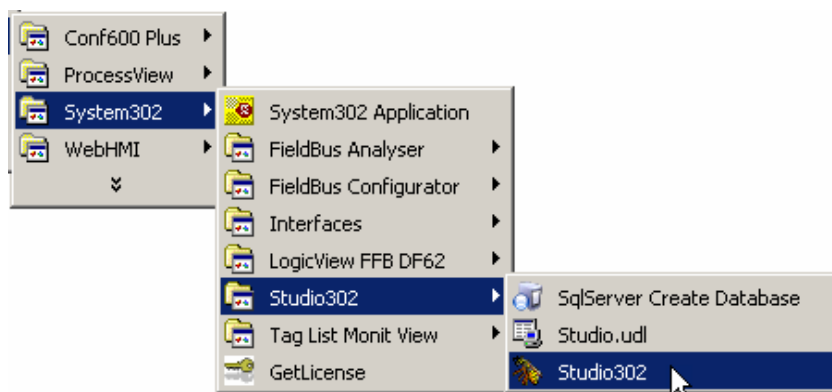 Conf600 Plus
ProcessView
System302
WebHMI
System302 Application
FieldBus Analyser
FieldBus Configurator
Interfaces
LogicView FFB DF62
Studio302
Tag List Monit View
GetLicense
SqlServer Create Database
Studio.udl
Studio302